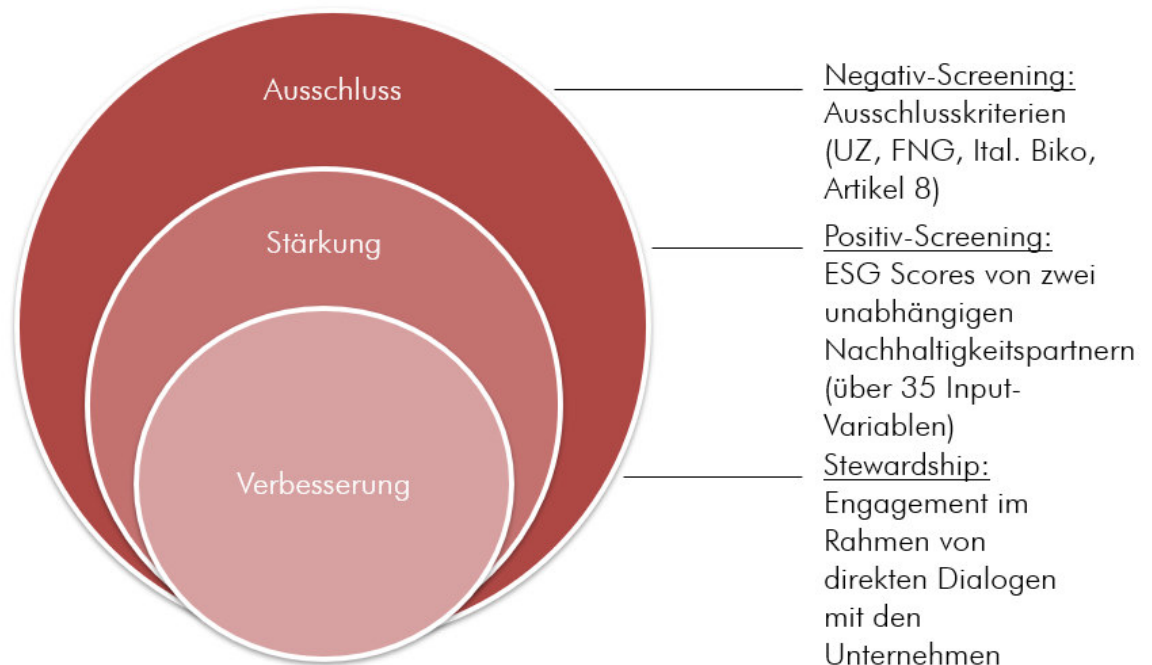 Ausschluss
Stärkung
Verbesserung
Negativ-Screening:
Ausschlusskriterien
(UZ, FNG, Ital. Biko,
Artikel 8)
Positiv-Screening:
ESG Scores von zwei
unabhängigen
Nachhaltigkeitspartnern
(über 35 Input-
Variablen)
Stewardship:
Engagement im
Rahmen von
direkten Dialogen
mit den
Unternehmen